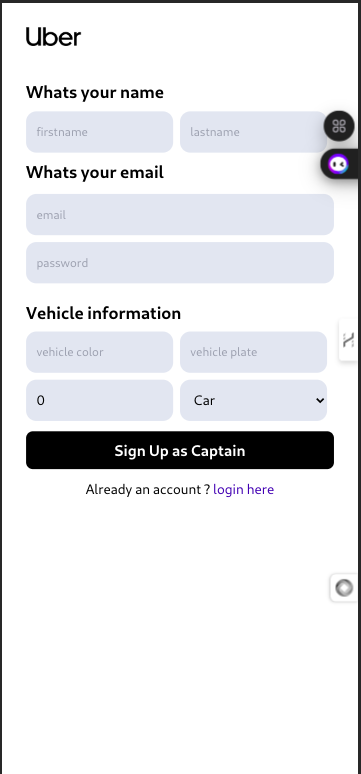 Uber
Whats your name
firstname lastname
Whats your email
email
password
Vehicle information
vehicle color vehicle plate
0 Car
Sign Up as Captain
Already an account ? login here